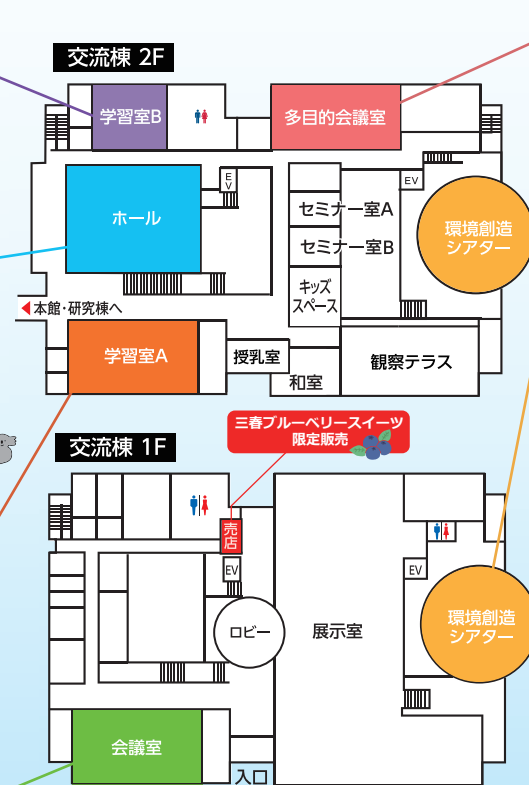 交流棟 2F
学習室B
多目的会議室
EV
EV
ホール
セミナー室A
セミナー室B
環境創造
シアター
キッズ
スペース
本館・研究棟へ
学習室A
授乳室
和室
観察テラス
三春ブルーベリースイーツ
限定販売
交流棟 1F
売店
EV
EV
ロビー
展示室
環境創造
シアター
会議室
入口